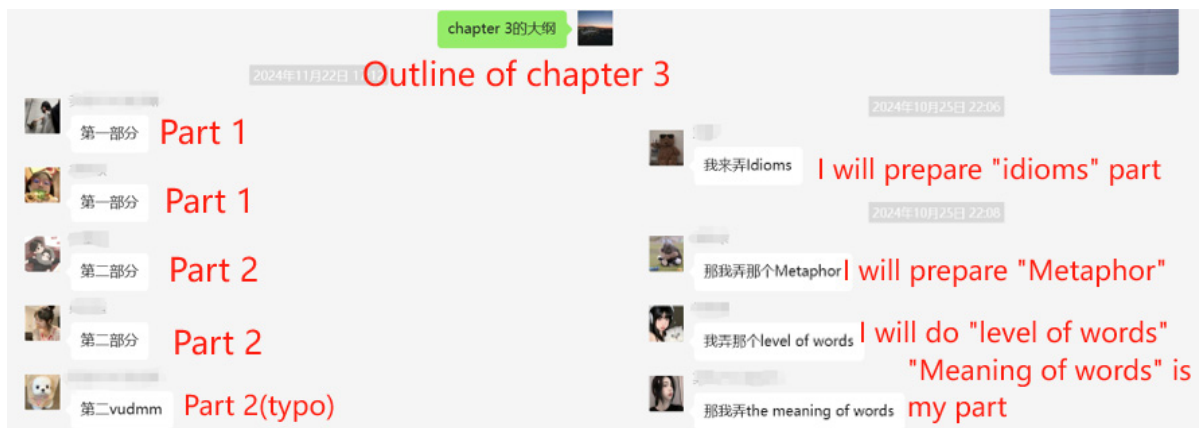 chapter 3的大纲
2024年11月22日
Outline of chapter 3
第一部分 Part 1
第一部分 Part 1
第二部分 Part 2
第二部分 Part 2
第二vudmm Part 2(typo)
2024年10月25日 22:06
我来弄Idioms I will prepare "idioms" part
2024年10月25日 22:08
那我弄那个Metaphor I will prepare "Metaphor"
我弄那个level of words I will do "level of words"
"Meaning of words" is
那我弄the meaning of words my part